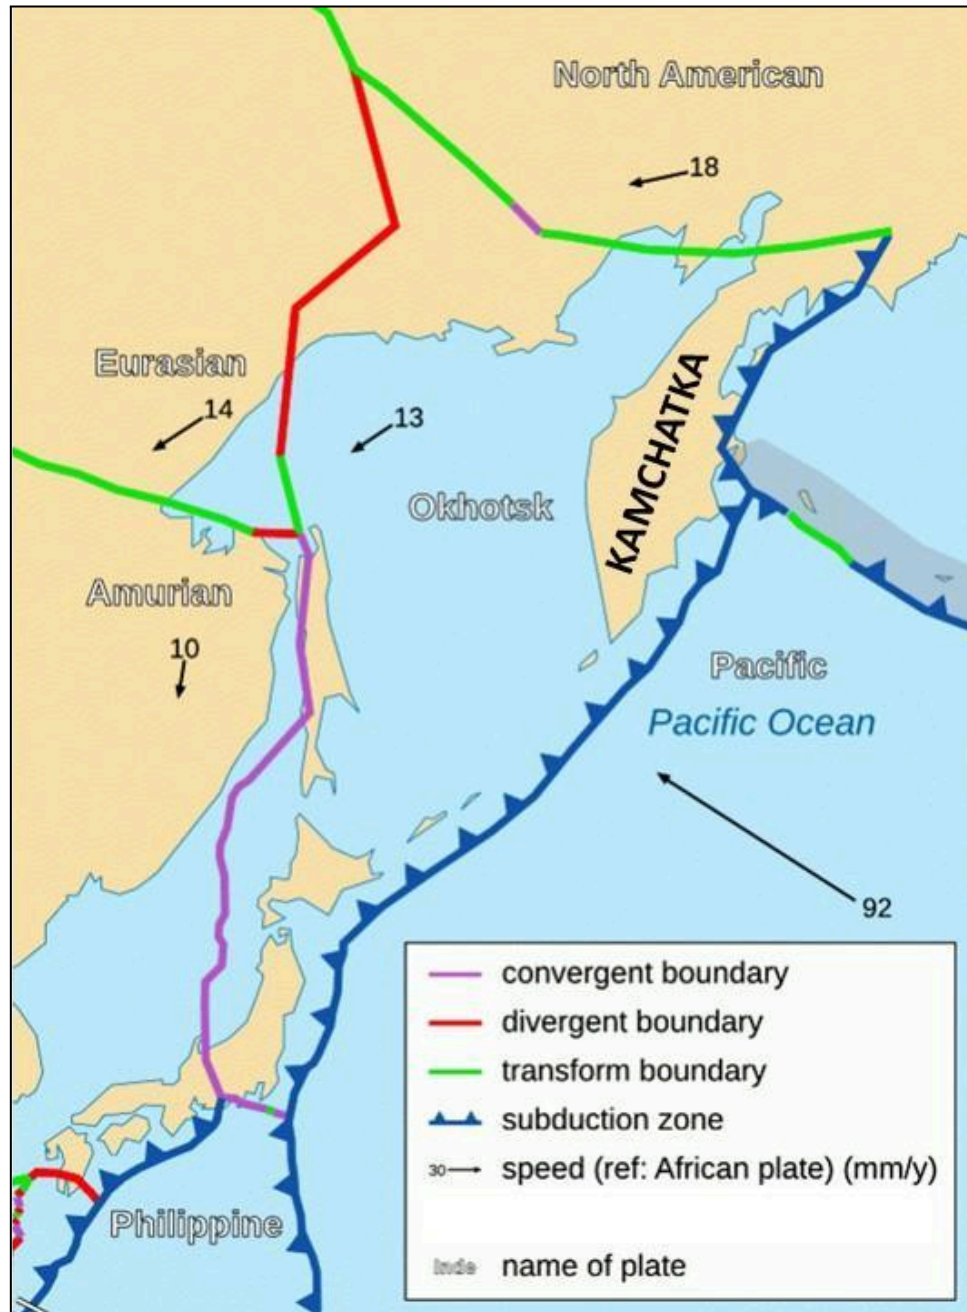 North American
18
Eurasian
14
13
Okhotsk
KAMCHATKA
Amurian
10
Pacific
Pacific Ocean
92
convergent boundary
divergent boundary
transform boundary
subduction zone
30 speed (ref: African plate) (mm/y)
Philippine
Inde name of plate